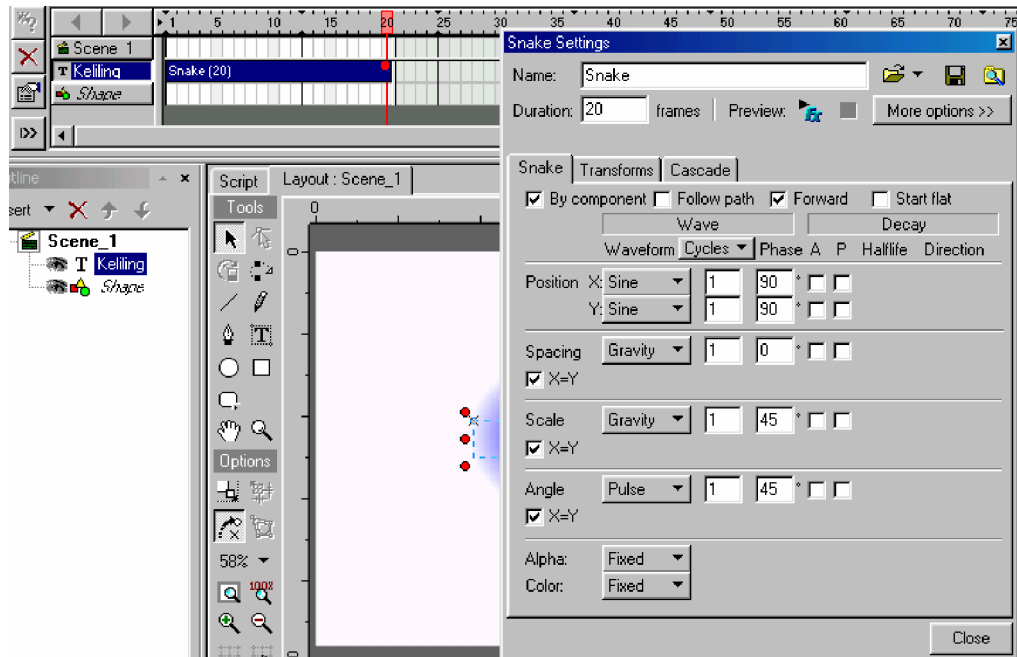 1 5 10 15 20 25 30 35 40 45 50 55 60 65 70 75
Scene 1
T Keliling
Snake (20)
Shape
Snake Settings
Name: Snake
Duration: 20 frames Preview: fx More options >>
Snake Transforms Cascade
By component Follow path Forward Start flat
Wave Decay
Waveform Cycles Phase A P Halflife Direction
Position X: Sine 1 90 °
Y: Sine 1 90 °
Spacing Gravity 1 0 °
X=Y
Scale Gravity 1 45 °
X=Y
Angle Pulse 1 45 °
X=Y
Alpha: Fixed
Color: Fixed
Close
Scene_1
T Keliling
Shape
Script Layout : Scene_1
Tools
0
0
T
Options
58%
100%